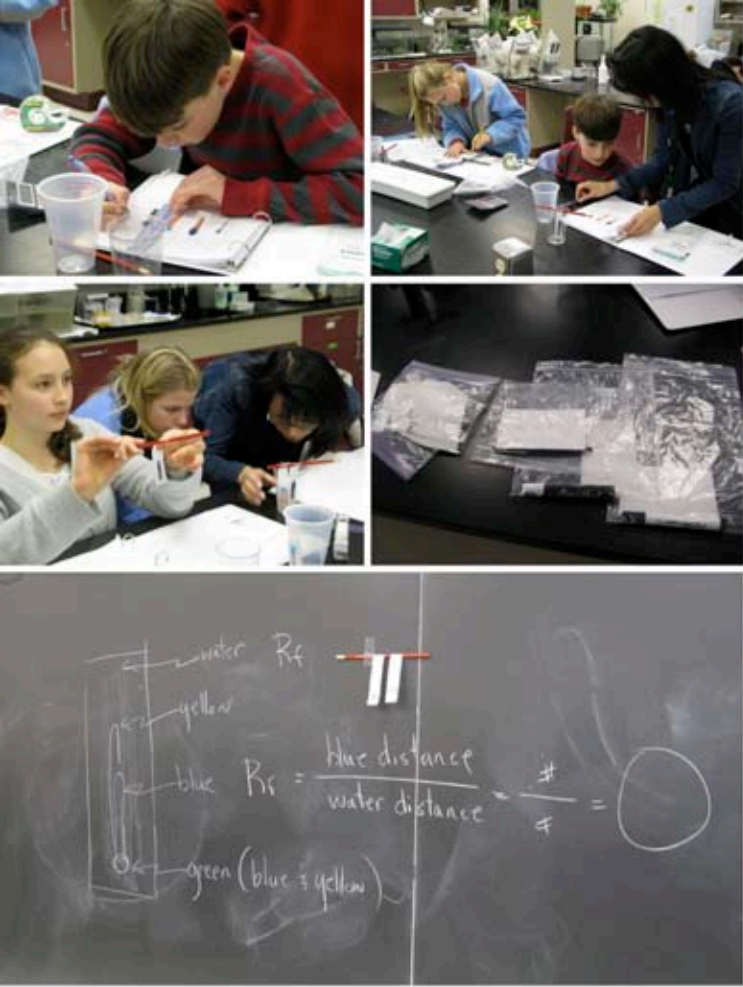 water Rf
yellow
blue
Rf = blue distance / water distance = # / # =
green (blue & yellow)